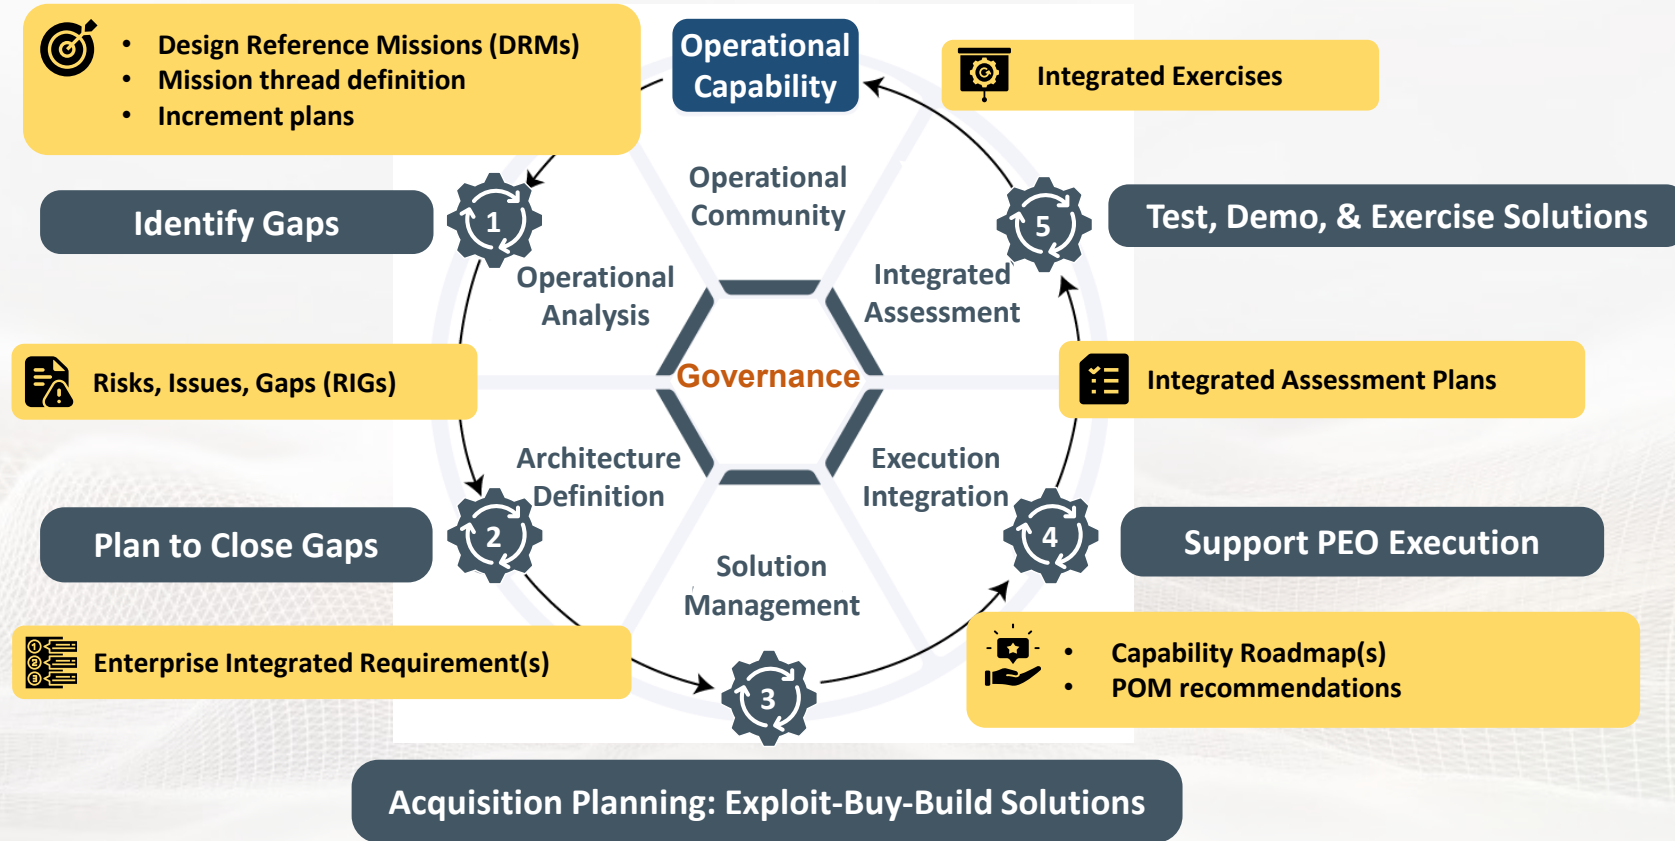 • Design Reference Missions (DRMs)
• Mission thread definition
• Increment plans
Operational
Capability
Integrated Exercises
Identify Gaps
1
Operational
Community
5
Test, Demo, & Exercise Solutions
Operational
Analysis
Integrated
Assessment
Risks, Issues, Gaps (RIGs)
Governance
Integrated Assessment Plans
Architecture
Definition
Execution
Integration
Plan to Close Gaps
2
4
Support PEO Execution
Solution
Management
1
2
3
Enterprise Integrated Requirement(s)
3
• Capability Roadmap(s)
• POM recommendations
Acquisition Planning: Exploit-Buy-Build Solutions